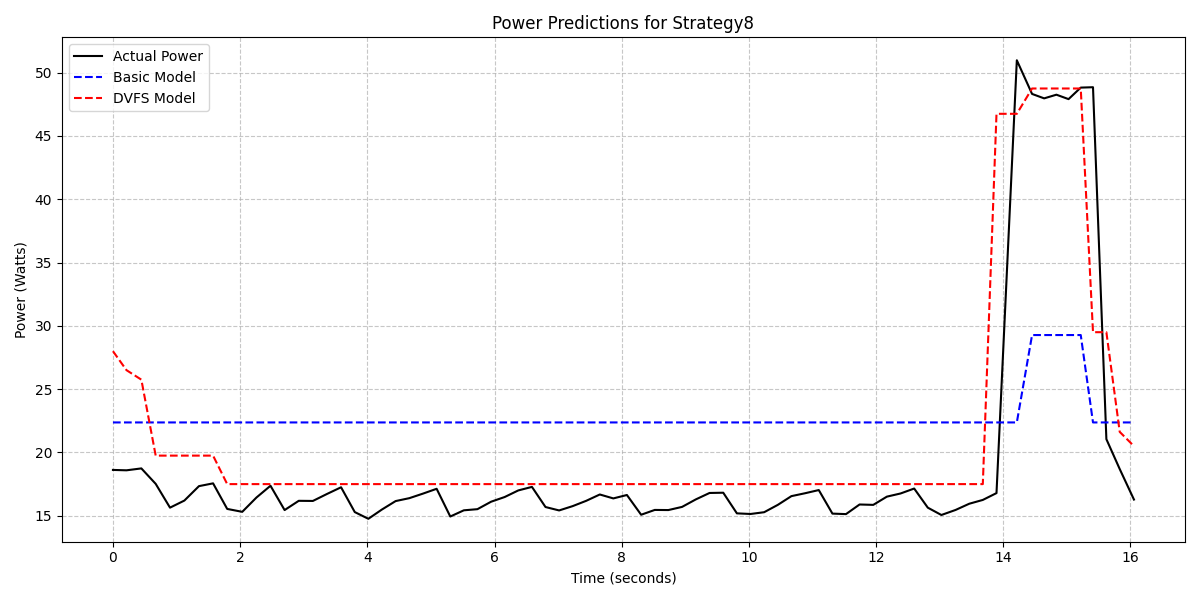 Power Predictions for Strategy8
Actual Power
Basic Model
DVFS Model
Power (Watts)
50
45
40
35
30
25
20
15
0 2 4 6 8 10 12 14 16
Time (seconds)